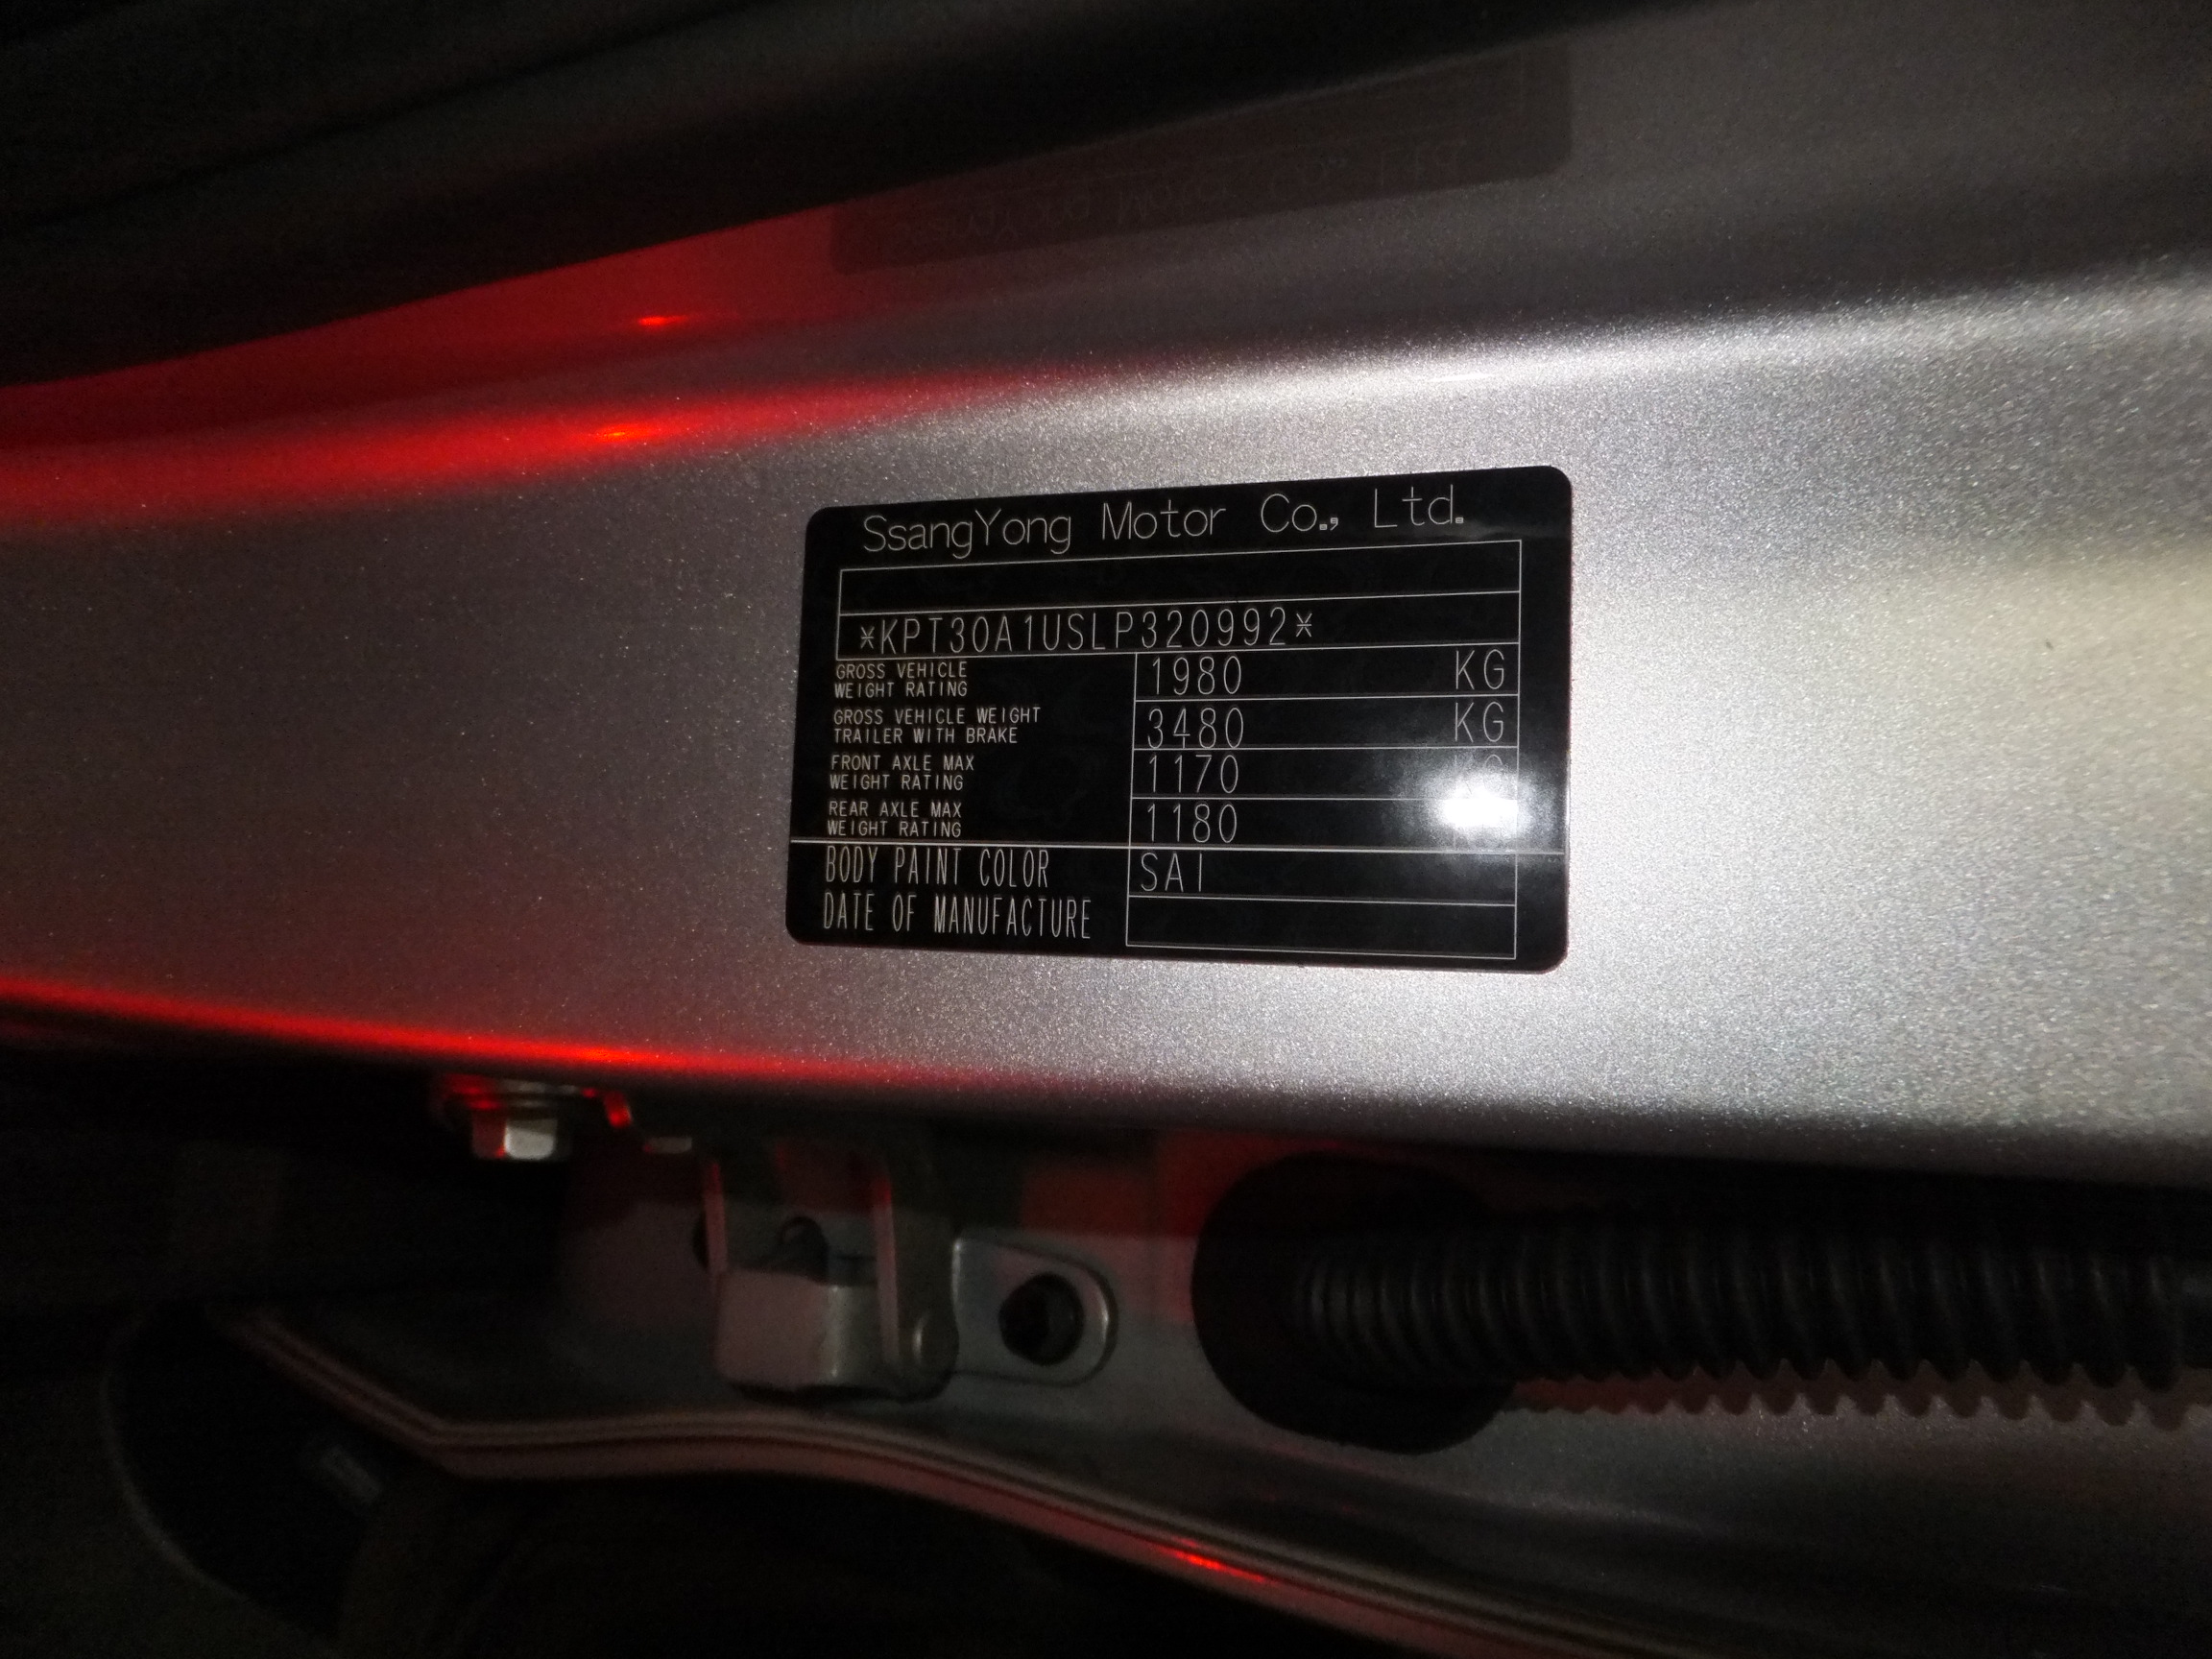 SsangYong Motor Co., Ltd.
*KPT30A1USLP320992*
GROSS VEHICLE
WEIGHT RATING 1980 KG
GROSS VEHICLE WEIGHT
TRAILER WITH BRAKE 3480 KG
FRONT AXLE MAX
WEIGHT RATING 1170 KG
REAR AXLE MAX
WEIGHT RATING 1180
BODY PAINT COLOR SAI
DATE OF MANUFACTURE